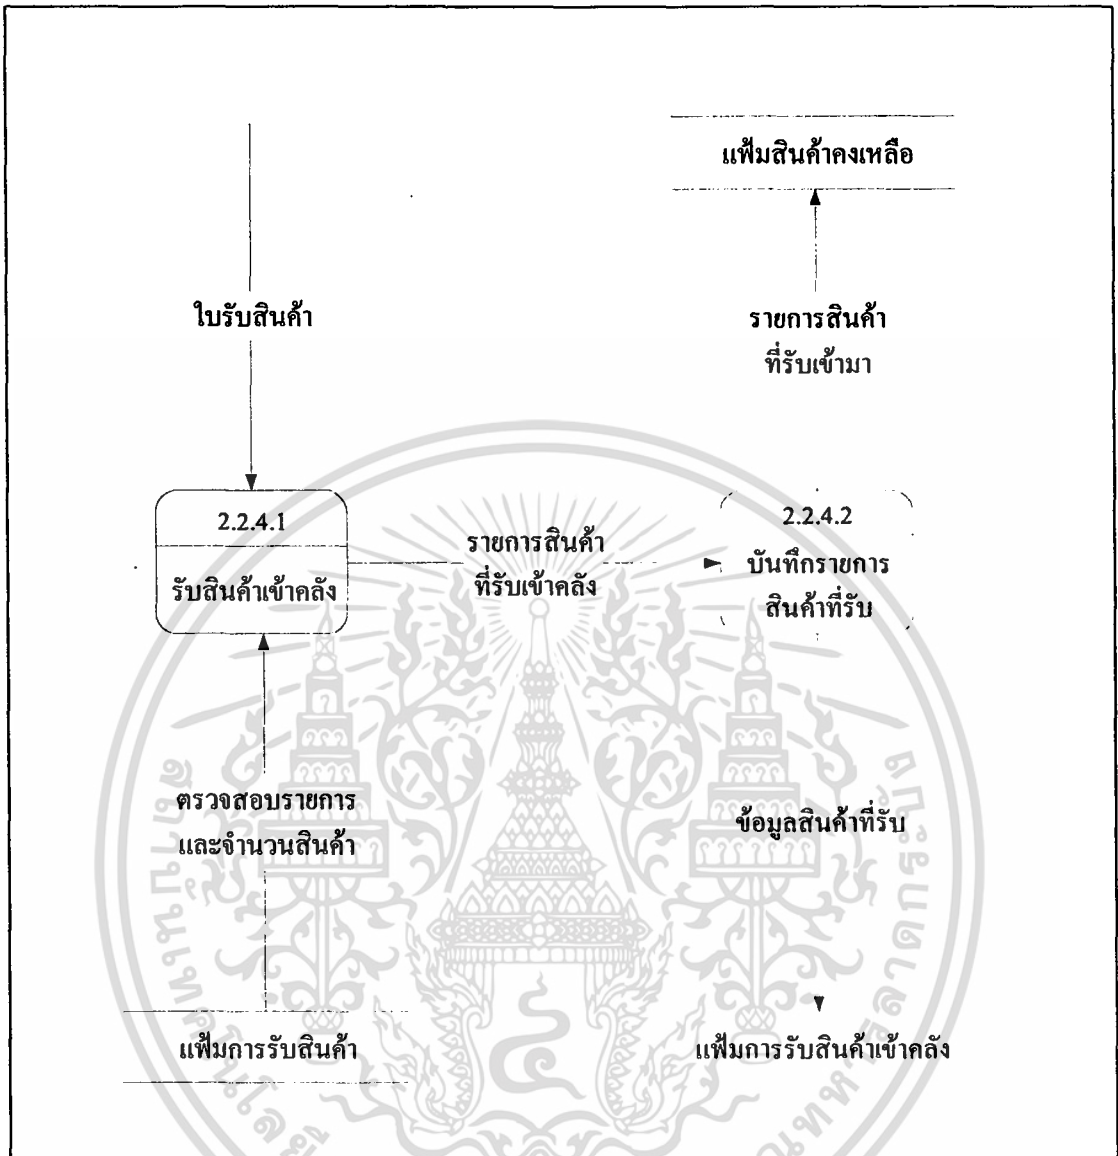 แฟ้มสินค้าคงเหลือ
ใบรับสินค้า
รายการสินค้า
ที่รับเข้ามา
2.2.4.1
รับสินค้าเข้าคลัง
รายการสินค้า
ที่รับเข้าคลัง
2.2.4.2
บันทึกรายการ
สินค้าที่รับ
ตรวจสอบรายการ
และจำนวนสินค้า
ข้อมูลสินค้าที่รับ
แฟ้มการรับสินค้า
แฟ้มการรับสินค้าเข้าคลัง